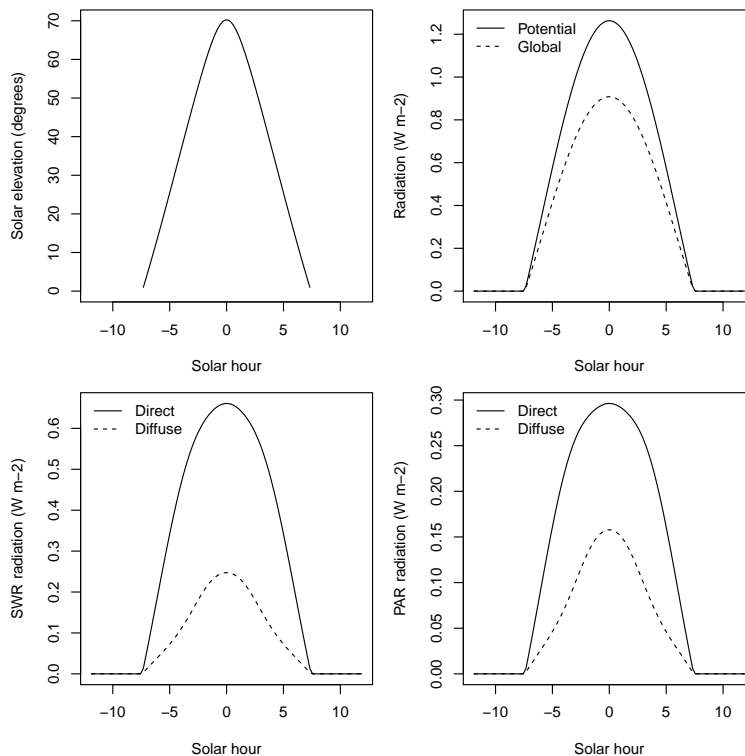 Solar elevation (degrees)
70
60
50
40
30
20
10
0
−10 −5 0 5 10
Solar hour
Radiation (W m−2)
1.2
1.0
0.8
0.6
0.4
0.2
0.0
Potential
Global
−10 −5 0 5 10
Solar hour
SWR radiation (W m−2)
0.6
0.5
0.4
0.3
0.2
0.1
0.0
Direct
Diffuse
−10 −5 0 5 10
Solar hour
PAR radiation (W m−2)
0.30
0.25
0.20
0.15
0.10
0.05
0.00
Direct
Diffuse
−10 −5 0 5 10
Solar hour